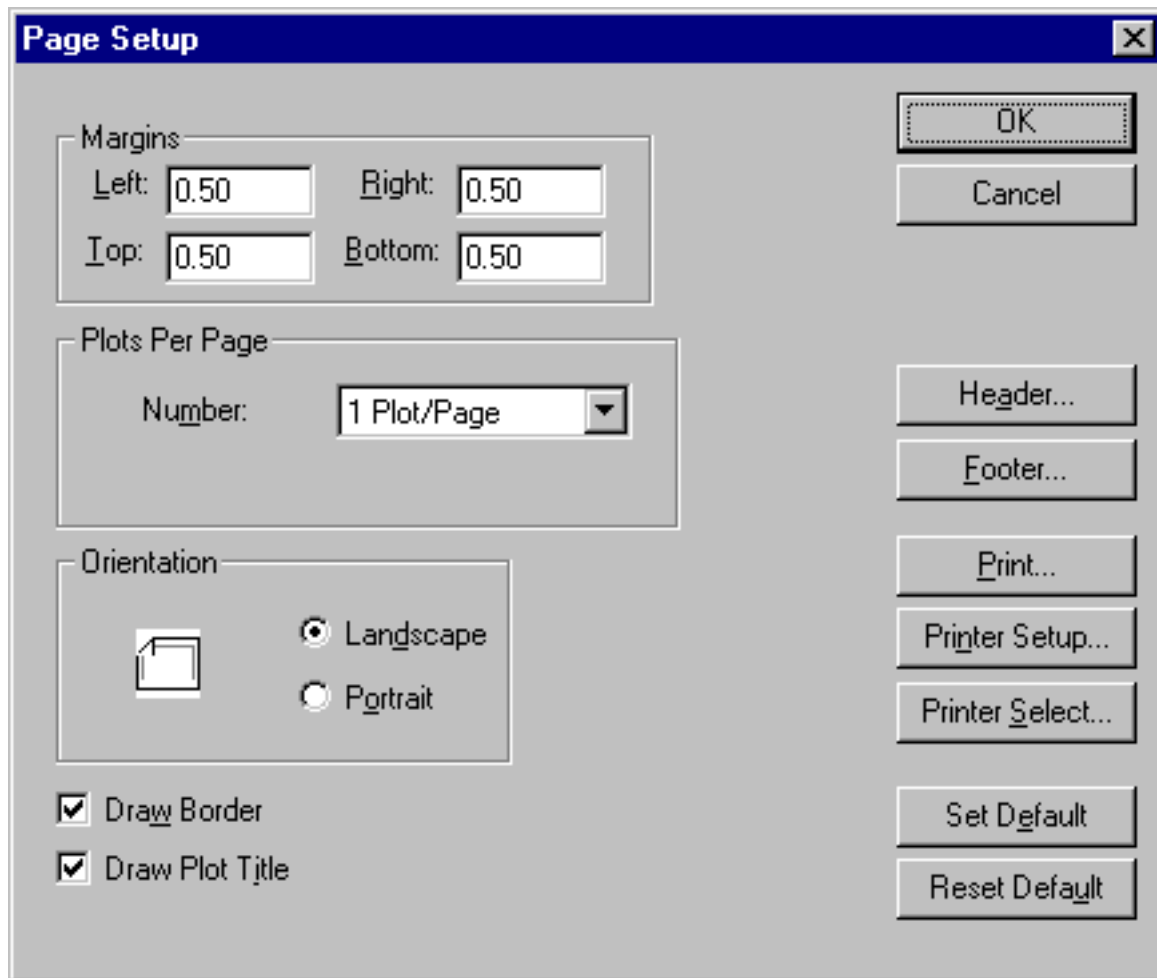 Page Setup
Margins
Left: 0.50 Right: 0.50
Top: 0.50 Bottom: 0.50
Plots Per Page
Number: 1 Plot/Page
Orientation
Landscape
Portrait
Draw Border
Draw Plot Title
OK
Cancel
Header...
Footer...
Print...
Printer Setup...
Printer Select...
Set Default
Reset Default